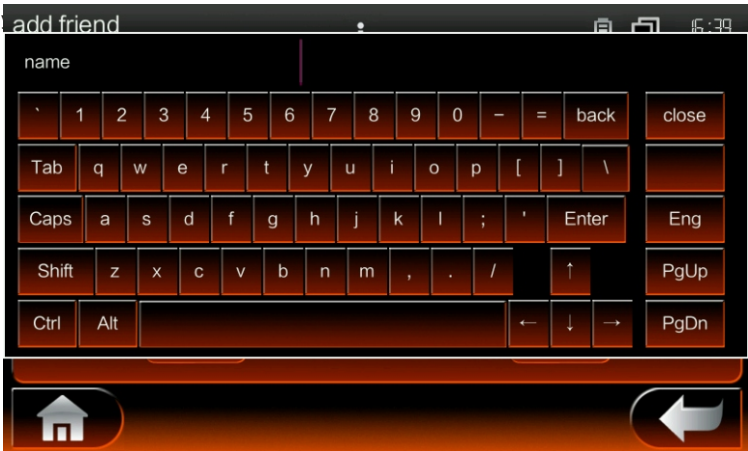 add friend 16:39
name
` 1 2 3 4 5 6 7 8 9 0 - = back close
Tab q w e r t y u i o p [ ] \
Caps a s d f g h j k l ; ' Enter Eng
Shift z x c v b n m , . / ↑ PgUp
Ctrl Alt ← ↓ → PgDn